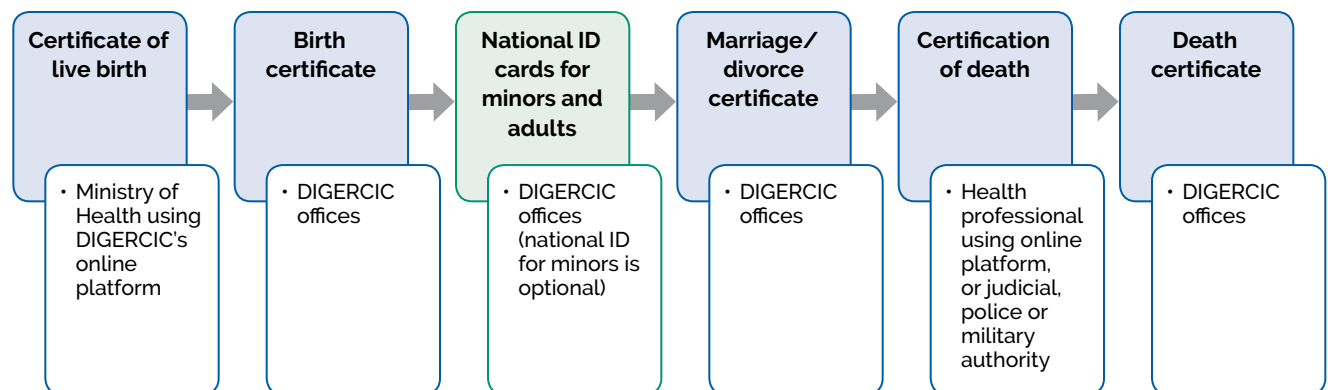 Certificate of
live birth
• Ministry of
Health using
DIGERCIC's
online
platform
Birth
certificate
• DIGERCIC
offices
National ID
cards for
minors and
adults
• DIGERCIC
offices
(national ID
for minors is
optional)
Marriage/
divorce
certificate
• DIGERCIC
offices
Certification
of death
• Health
professional
using online
platform,
or judicial,
police or
military
authority
Death
certificate
• DIGERCIC
offices